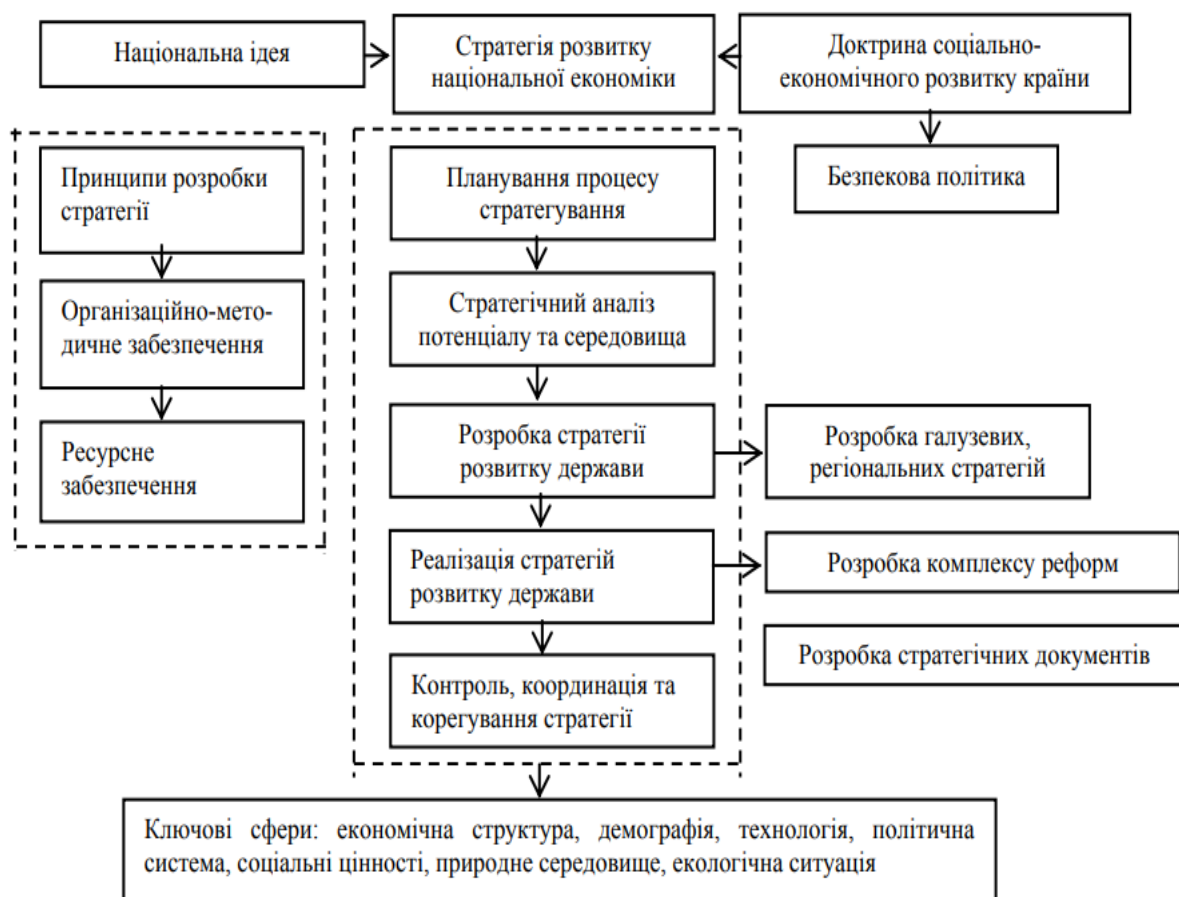 Національна ідея
Стратегія розвитку
національної економіки
Доктрина соціально-
економічного розвитку країни
Безпекова політика
Принципи розробки
стратегії
Організаційно-мето-
дичне забезпечення
Ресурсне
забезпечення
Планування процесу
стратегування
Стратегічний аналіз
потенціалу та середовища
Розробка стратегії
розвитку держави
Реалізація стратегій
розвитку держави
Контроль, координація та
корегування стратегії
Розробка галузевих,
регіональних стратегій
Розробка комплексу реформ
Розробка стратегічних документів
Ключові сфери: економічна структура, демографія, технологія, політична
система, соціальні цінності, природне середовище, екологічна ситуація